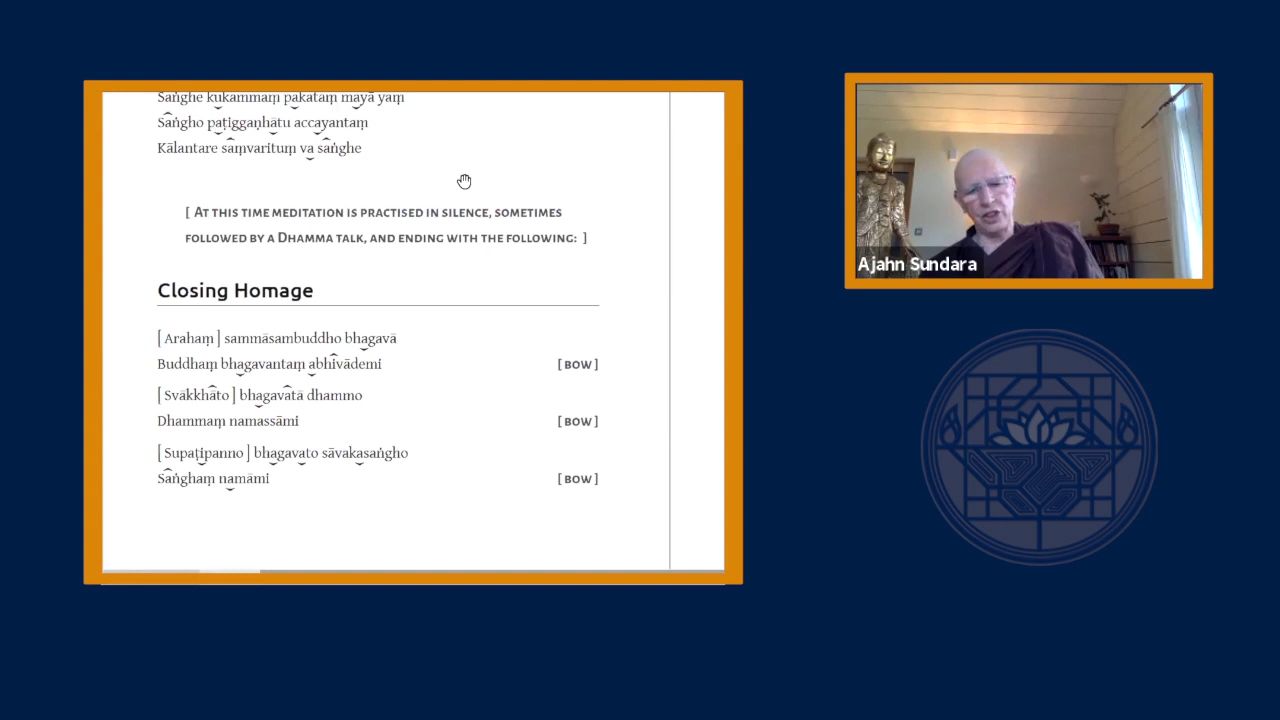 Saṅghe kukammaṃ pakataṃ mayā yaṃ
Saṅgho paṭiggaṇhātu accayantaṃ
Kālantare saṃvarituṃ va saṅghe
[ At this time meditation is practised in silence, sometimes
followed by a Dhamma talk, and ending with the following: ]
Closing Homage
[ Arahaṃ ] sammāsambuddho bhagavā
Buddhaṃ bhagavantaṃ abhivādemi [ BOW ]
[ Svākkhāto ] bhagavatā dhammo
Dhammaṃ namassāmi [ BOW ]
[ Supaṭipanno ] bhagavato sāvakasaṅgho
Saṅghaṃ namāmi [ BOW ]
Ajahn Sundara